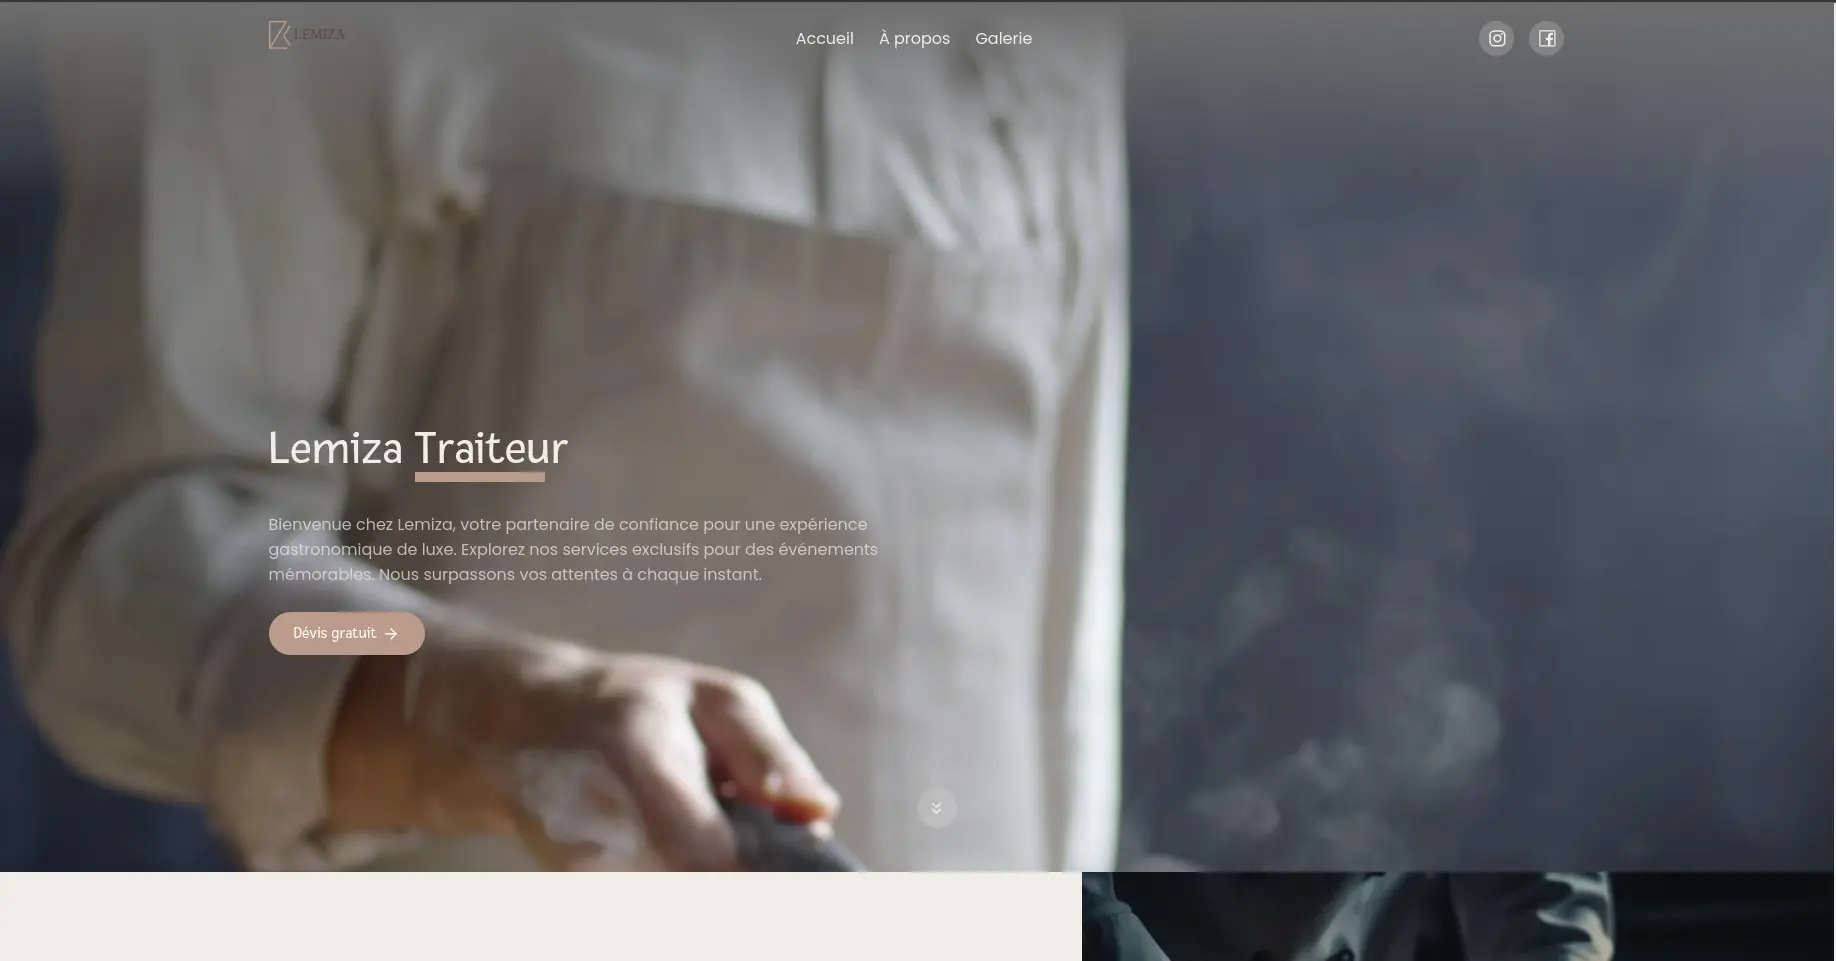 LEMIZA
Accueil
À propos
Galerie
Lemiza Traiteur
Bienvenue chez Lemiza, votre partenaire de confiance pour une expérience
gastronomique de luxe. Explorez nos services exclusifs pour des événements
mémorables. Nous surpassons vos attentes à chaque instant.
Dévis gratuit